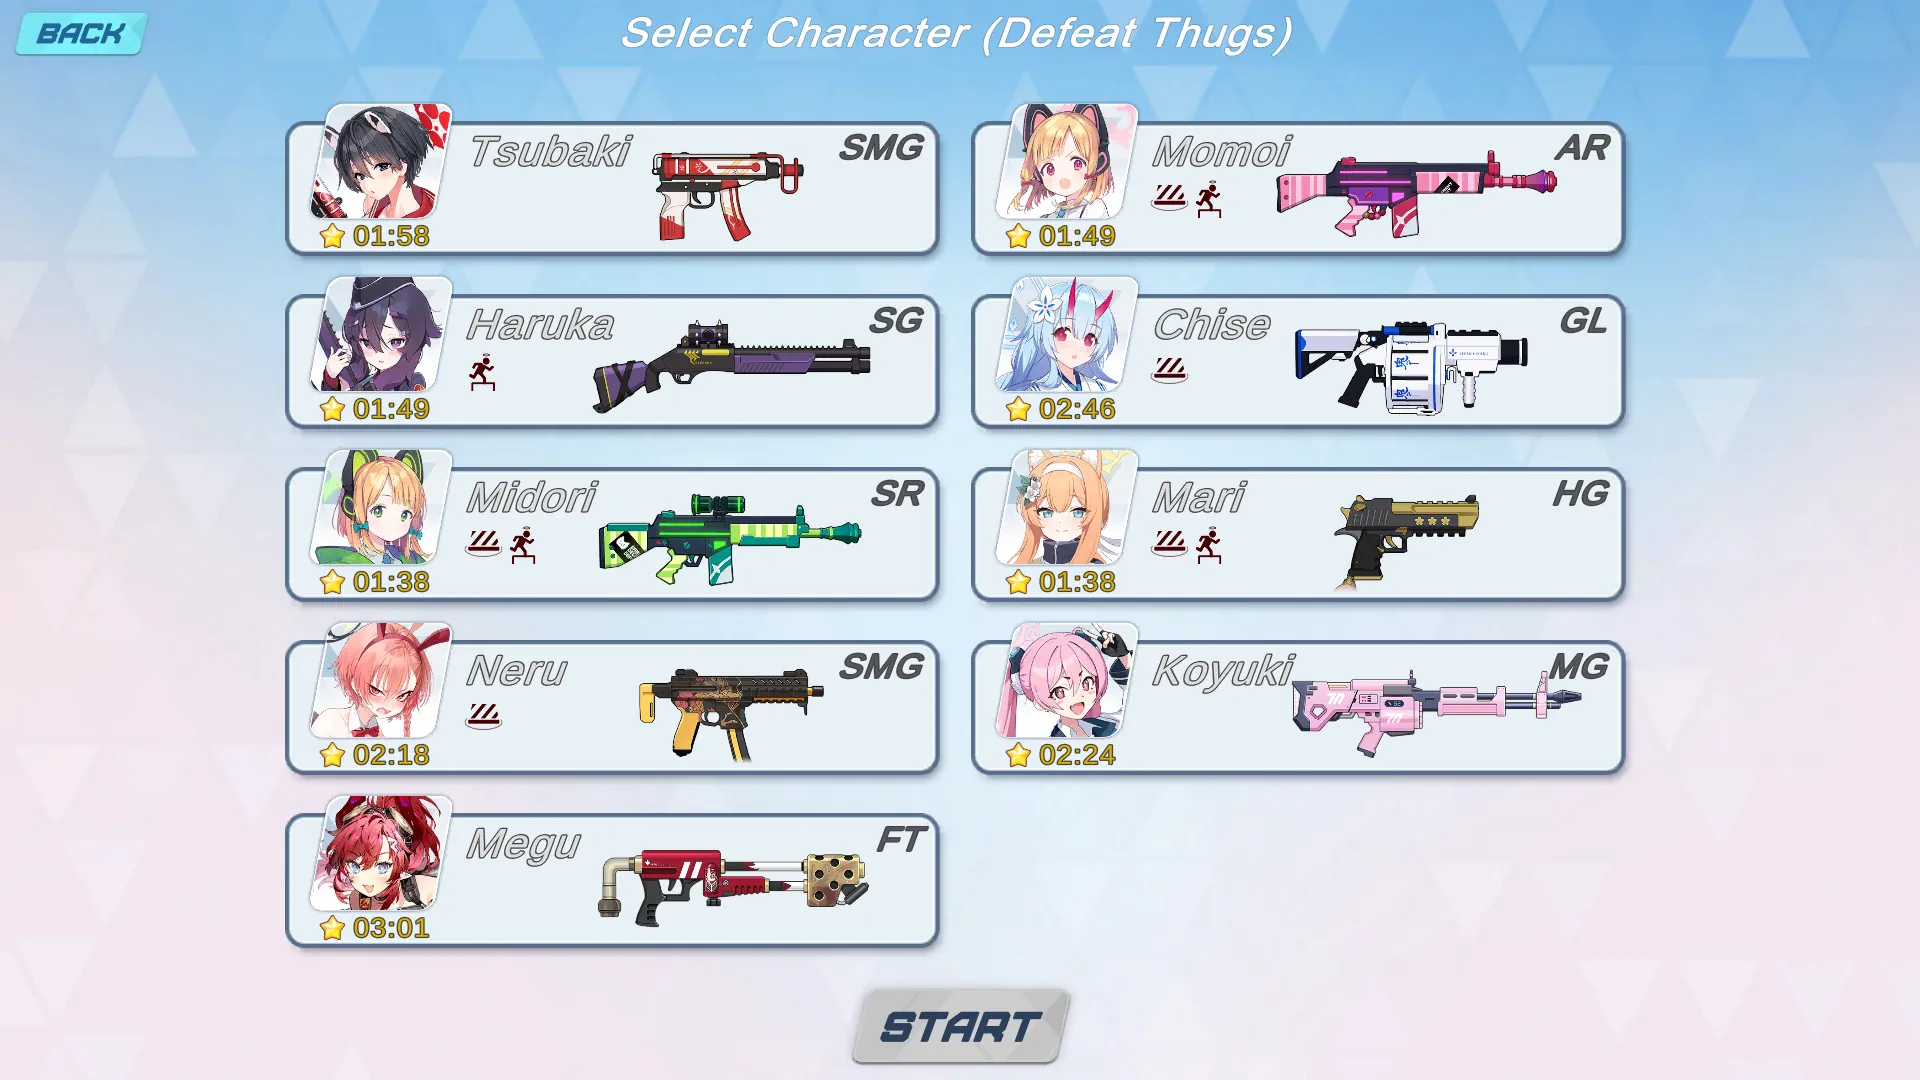 BACK
Select Character (Defeat Thugs)
Tsubaki
SMG
01:58
Momoi
AR
01:49
Haruka
SG
01:49
Chise
GL
02:46
Midori
SR
01:38
Mari
HG
01:38
Neru
SMG
02:18
Koyuki
MG
02:24
Megu
FT
03:01
START